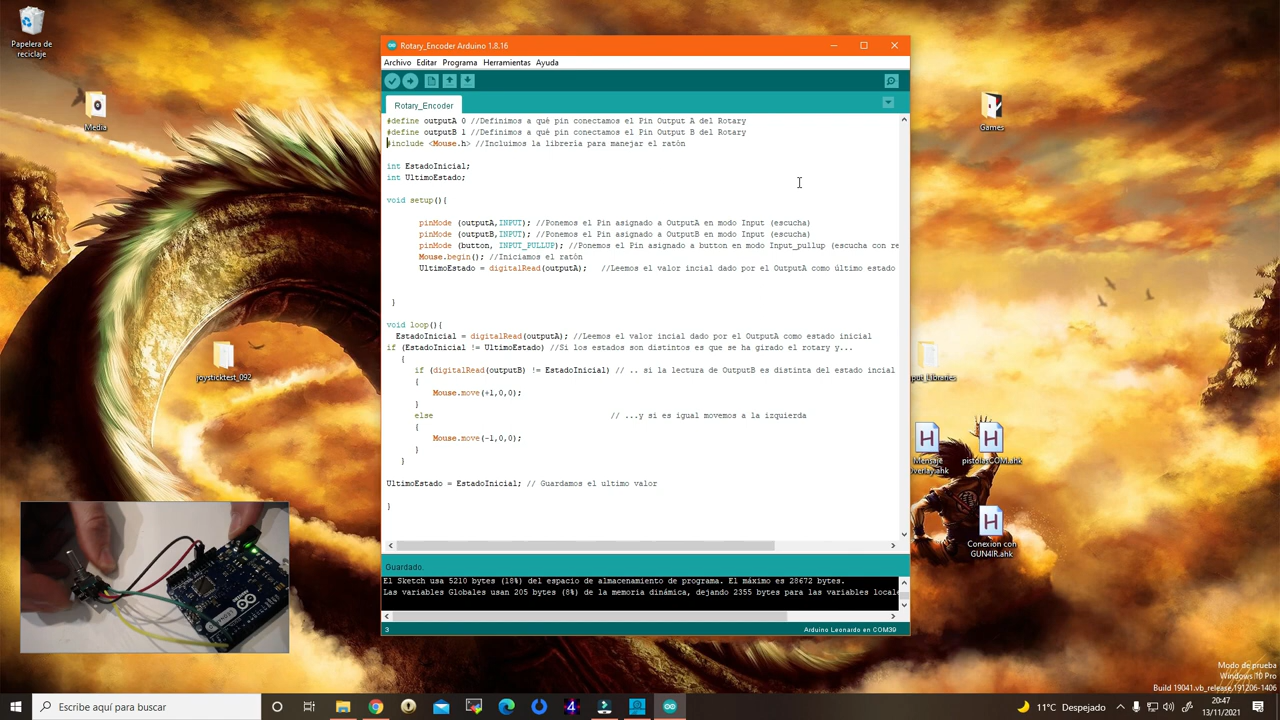 Papelera de
reciclaje
Media
joysticktest_092
Games
Mensaje
pistolasCOM.ahk
Conexion con
GUN4IR.ahk
Rotary_Encoder Arduino 1.8.16
Archivo Editar Programa Herramientas Ayuda
Rotary_Encoder
#define outputA 0 //Definimos a qué pin conectamos el Pin Output A del Rotary
#define outputB 1 //Definimos a qué pin conectamos el Pin Output B del Rotary
#include <Mouse.h> //Incluimos la librería para manejar el ratón
int EstadoInicial;
int UltimoEstado;
void setup(){
pinMode (outputA,INPUT); //Ponemos el Pin asignado a OutputA en modo Input (escucha)
pinMode (outputB,INPUT); //Ponemos el Pin asignado a OutputB en modo Input (escucha)
pinMode (button, INPUT_PULLUP); //Ponemos el Pin asignado a button en modo Input_pullup (escucha con re
Mouse.begin(); //Iniciamos el ratón
UltimoEstado = digitalRead(outputA); //Leemos el valor incial dado por el OutputA como último estado
}
void loop(){
EstadoInicial = digitalRead(outputA); //Leemos el valor incial dado por el OutputA como estado inicial
if (EstadoInicial != UltimoEstado) //Si los estados son distintos es que se ha girado el rotary y...
{
if (digitalRead(outputB) != EstadoInicial) // .. si la lectura de OutputB es distinta del estado incial
{
Mouse.move(+1,0,0);
}
else // ...y si es igual movemos a la izquierda
{
Mouse.move(-1,0,0);
}
}
UltimoEstado = EstadoInicial; // Guardamos el ultimo valor
}
Guardado.
El Sketch usa 5210 bytes (18%) del espacio de almacenamiento de programa. El máximo es 28672 bytes.
Las variables Globales usan 205 bytes (8%) de la memoria dinámica, dejando 2355 bytes para las variables locale
3 Arduino Leonardo en COM39
Modo de prueba
Windows 10 Pro
Build 19041.vb_release.191206-1406
Escribe aquí para buscar
11°C Despejado
20:47
13/11/2021